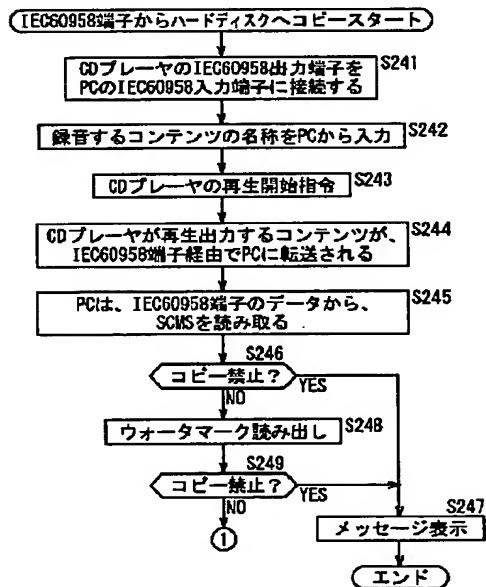 IEC60958端子からハードディスクへコピースタート
CDプレーヤのIEC60958出力端子を
PCのIEC60958入力端子に接続する
S241
録音するコンテンツの名称をPCから入力
S242
CDプレーヤの再生開始指令
S243
CDプレーヤが再生出力するコンテンツが、
IEC60958端子経由でPCに転送される
S244
PCは、IEC60958端子のデータから、
SCMSを読み取る
S245
S246
コピー禁止？
YES
NO
ウォータマーク読み出し
S248
S249
コピー禁止？
YES
NO
①
S247
メッセージ表示
エンド